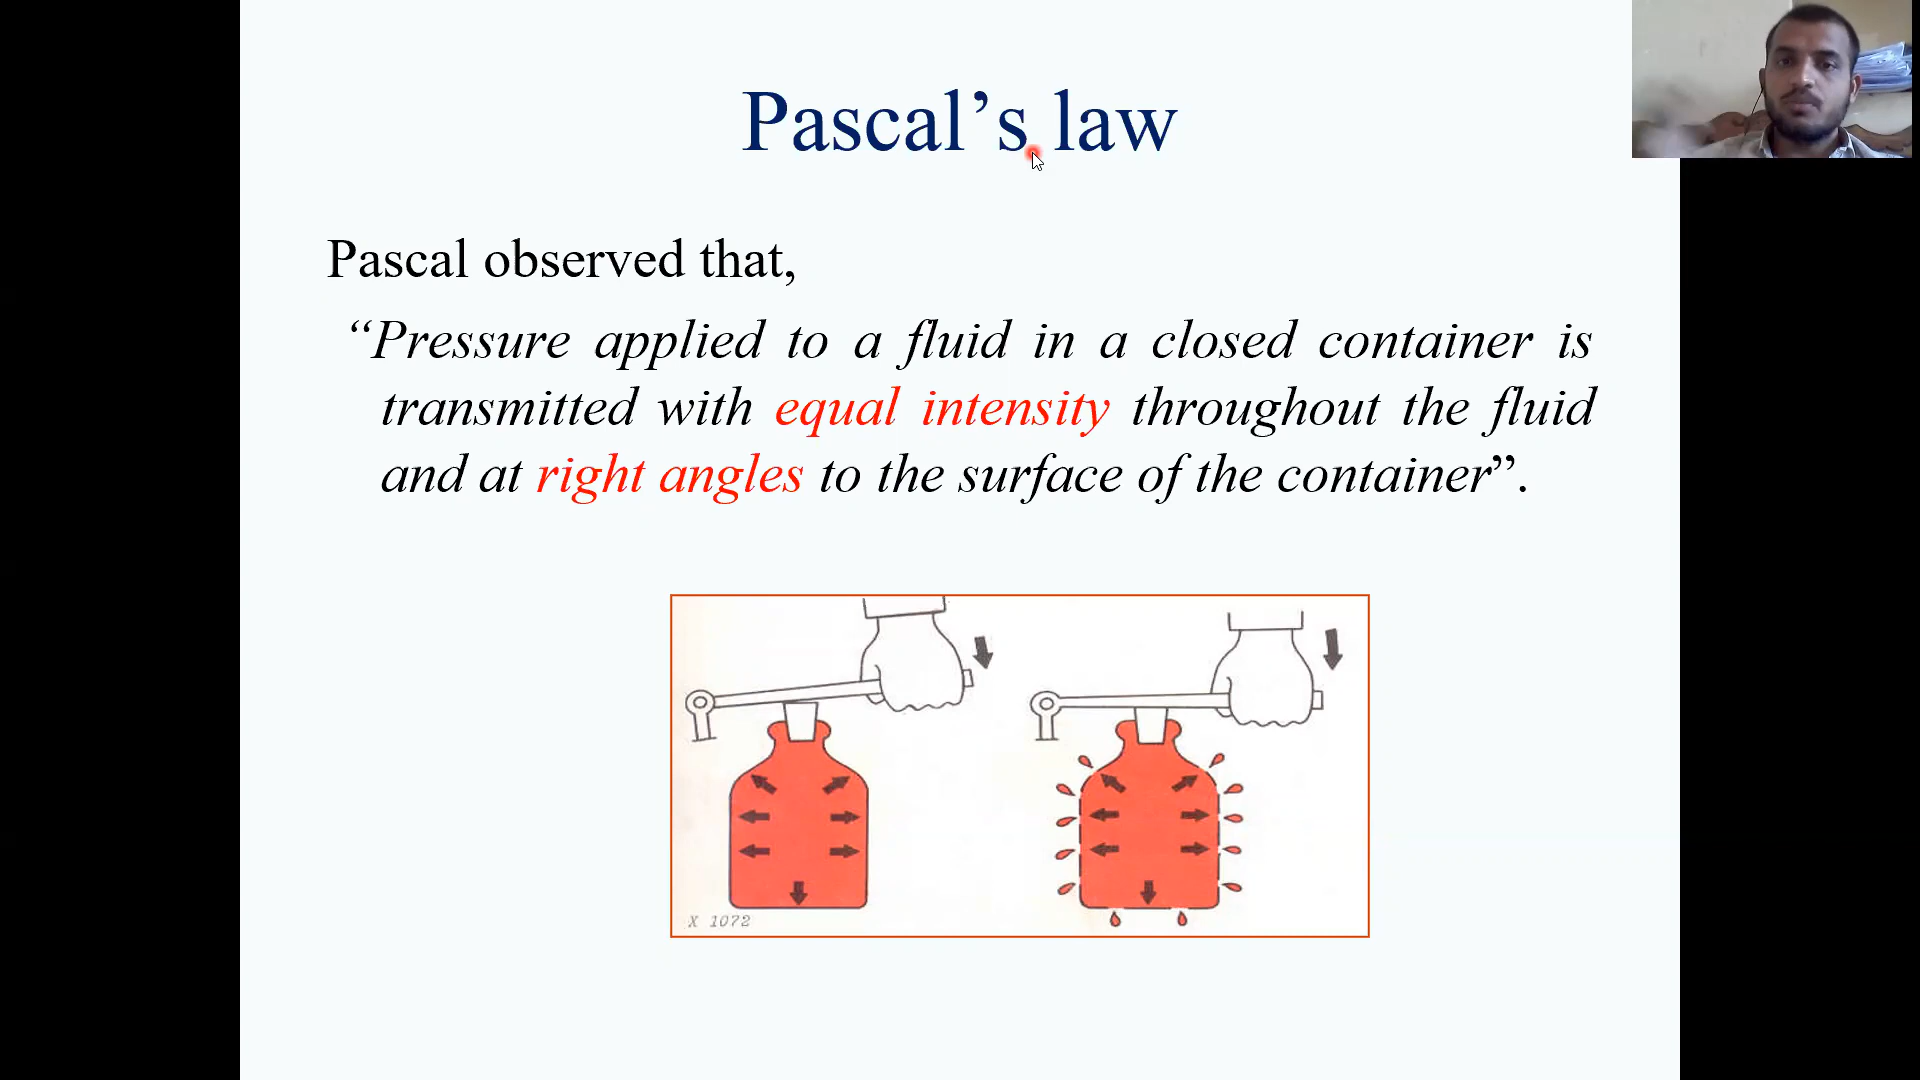 Pascal’s law
Pascal observed that,
“Pressure applied to a fluid in a closed container is
transmitted with equal intensity throughout the fluid
and at right angles to the surface of the container”.
X 1072